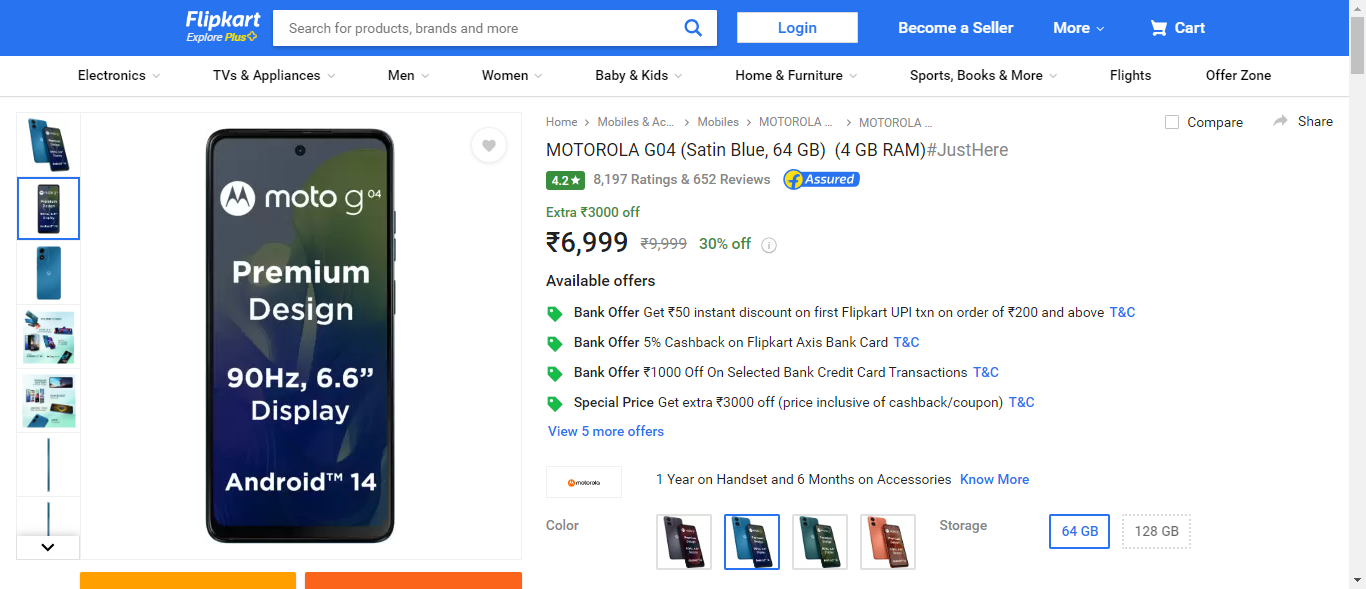 Flipkart
Explore Plus
Search for products, brands and more
Login
Become a Seller
More
Cart
Electronics
TVs & Appliances
Men
Women
Baby & Kids
Home & Furniture
Sports, Books & More
Flights
Offer Zone
moto g04
Premium
Design
90Hz, 6.6”
Display
Android™ 14
Home
Mobiles & Ac...
Mobiles
MOTOROLA ...
MOTOROLA ...
Compare
Share
MOTOROLA G04 (Satin Blue, 64 GB) (4 GB RAM)#JustHere
4.2★ 8,197 Ratings & 652 Reviews Assured
Extra ₹3000 off
₹6,999 ₹9,999 30% off
Available offers
Bank Offer Get ₹50 instant discount on first Flipkart UPI txn on order of ₹200 and above T&C
Bank Offer 5% Cashback on Flipkart Axis Bank Card T&C
Bank Offer ₹1000 Off On Selected Bank Credit Card Transactions T&C
Special Price Get extra ₹3000 off (price inclusive of cashback/coupon) T&C
View 5 more offers
motorola
1 Year on Handset and 6 Months on Accessories Know More
Color
Storage
64 GB
128 GB